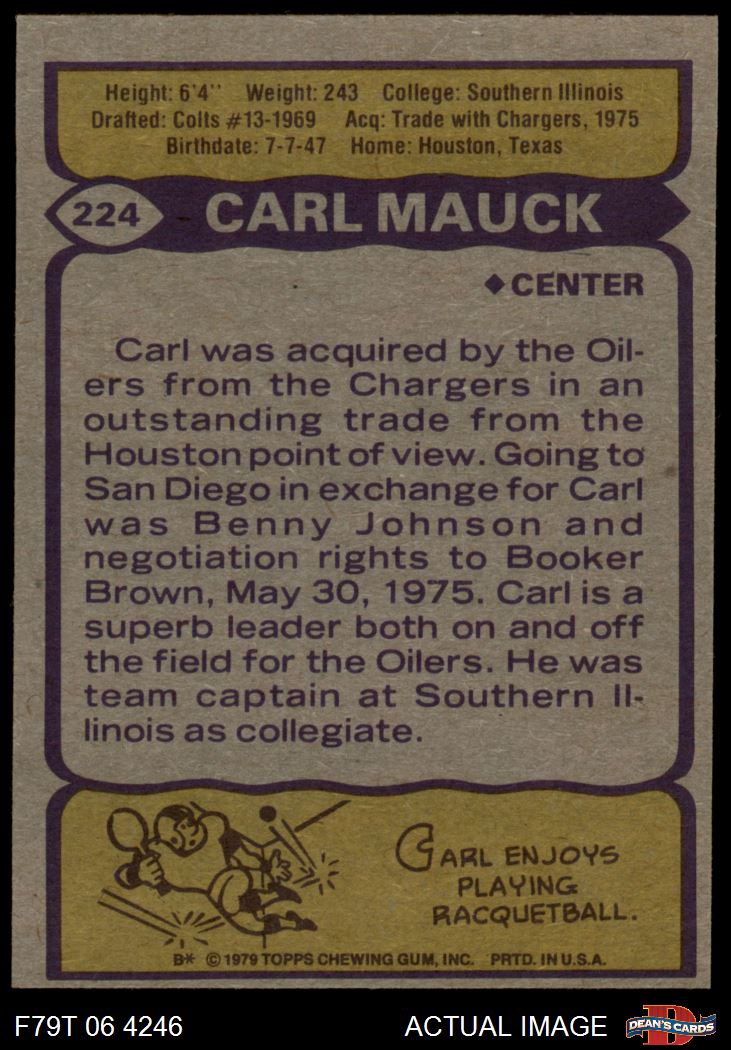 Height: 6'4'' Weight: 243 College: Southern Illinois
Drafted: Colts #13-1969 Acq: Trade with Chargers, 1975
Birthdate: 7-7-47 Home: Houston, Texas
224 CARL MAUCK
◆CENTER
Carl was acquired by the Oil-
ers from the Chargers in an
outstanding trade from the
Houston point of view. Going to
San Diego in exchange for Carl
was Benny Johnson and
negotiation rights to Booker
Brown, May 30, 1975. Carl is a
superb leader both on and off
the field for the Oilers. He was
team captain at Southern Il-
linois as collegiate.
CARL ENJOYS
PLAYING
RACQUETBALL.
B* © 1979 TOPPS CHEWING GUM, INC. PRTD. IN U.S.A.
F79T 06 4246 ACTUAL IMAGE DEAN'S CARDS